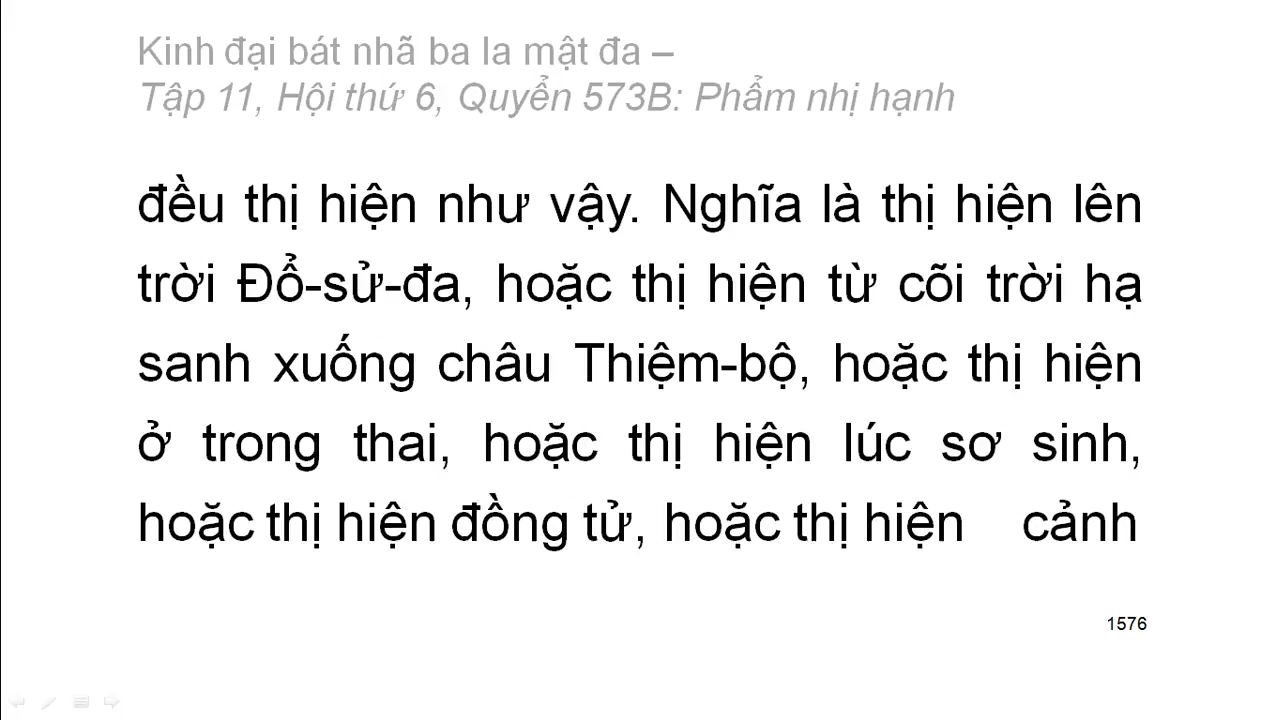 Kinh đại bát nhã ba la mật đa –
Tập 11, Hội thứ 6, Quyển 573B: Phẩm nhị hạnh
đều thị hiện như vậy. Nghĩa là thị hiện lên
trời Đổ-sử-đa, hoặc thị hiện từ cõi trời hạ
sanh xuống châu Thiệm-bộ, hoặc thị hiện
ở trong thai, hoặc thị hiện lúc sơ sinh,
hoặc thị hiện đồng tử, hoặc thị hiện cảnh
1576